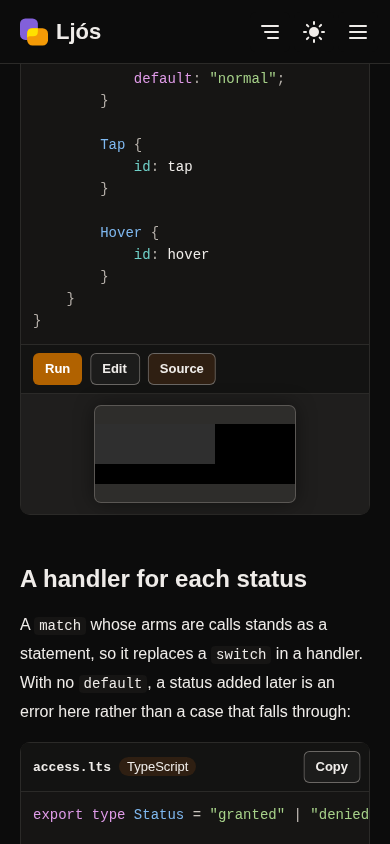 Ljós
default: "normal";
}
Tap {
id: tap
}
Hover {
id: hover
}
}
}
Run Edit Source
A handler for each status
A match whose arms are calls stands as a
statement, so it replaces a switch in a handler.
With no default, a status added later is an
error here rather than a case that falls through:
access.lts TypeScript Copy
export type Status = "granted" | "denied